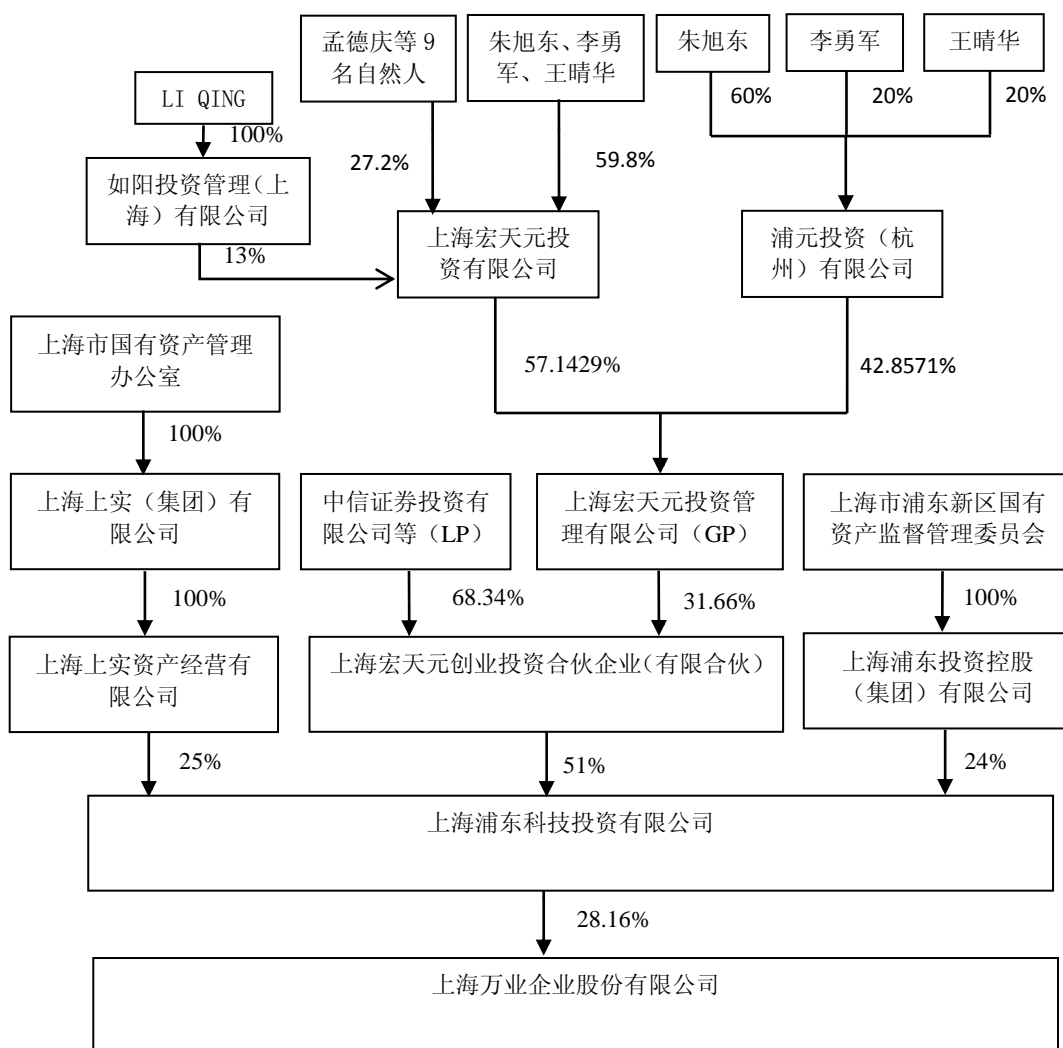 孟德庆等 9
名自然人
朱旭东、李勇
军、王晴华
朱旭东
李勇军
王晴华
LI QING
60%
20%
20%
100%
27.2%
59.8%
如阳投资管理（上
海）有限公司
13%
上海宏天元投
资有限公司
浦元投资（杭
州）有限公司
上海市国有资产管理
办公室
57.1429%
42.8571%
100%
上海上实（集团）有
限公司
中信证券投资有
限公司等（LP）
上海宏天元投资管
理有限公司（GP）
上海市浦东新区国有
资产监督管理委员会
100%
68.34%
31.66%
100%
上海上实资产经营有
限公司
上海宏天元创业投资合伙企业（有限合伙）
上海浦东投资控股
（集团）有限公司
25%
51%
24%
上海浦东科技投资有限公司
28.16%
上海万业企业股份有限公司